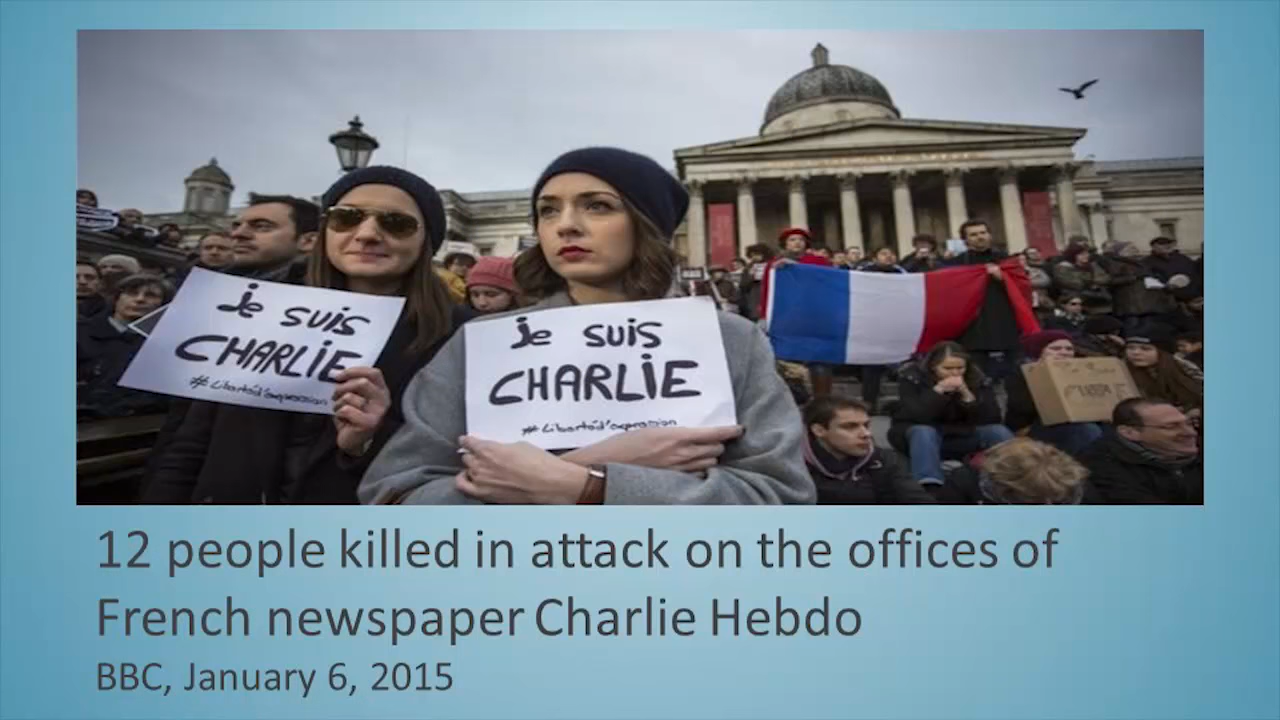 je suis
CHARLIE
je suis
CHARLIE
12 people killed in attack on the offices of
French newspaper Charlie Hebdo
BBC, January 6, 2015